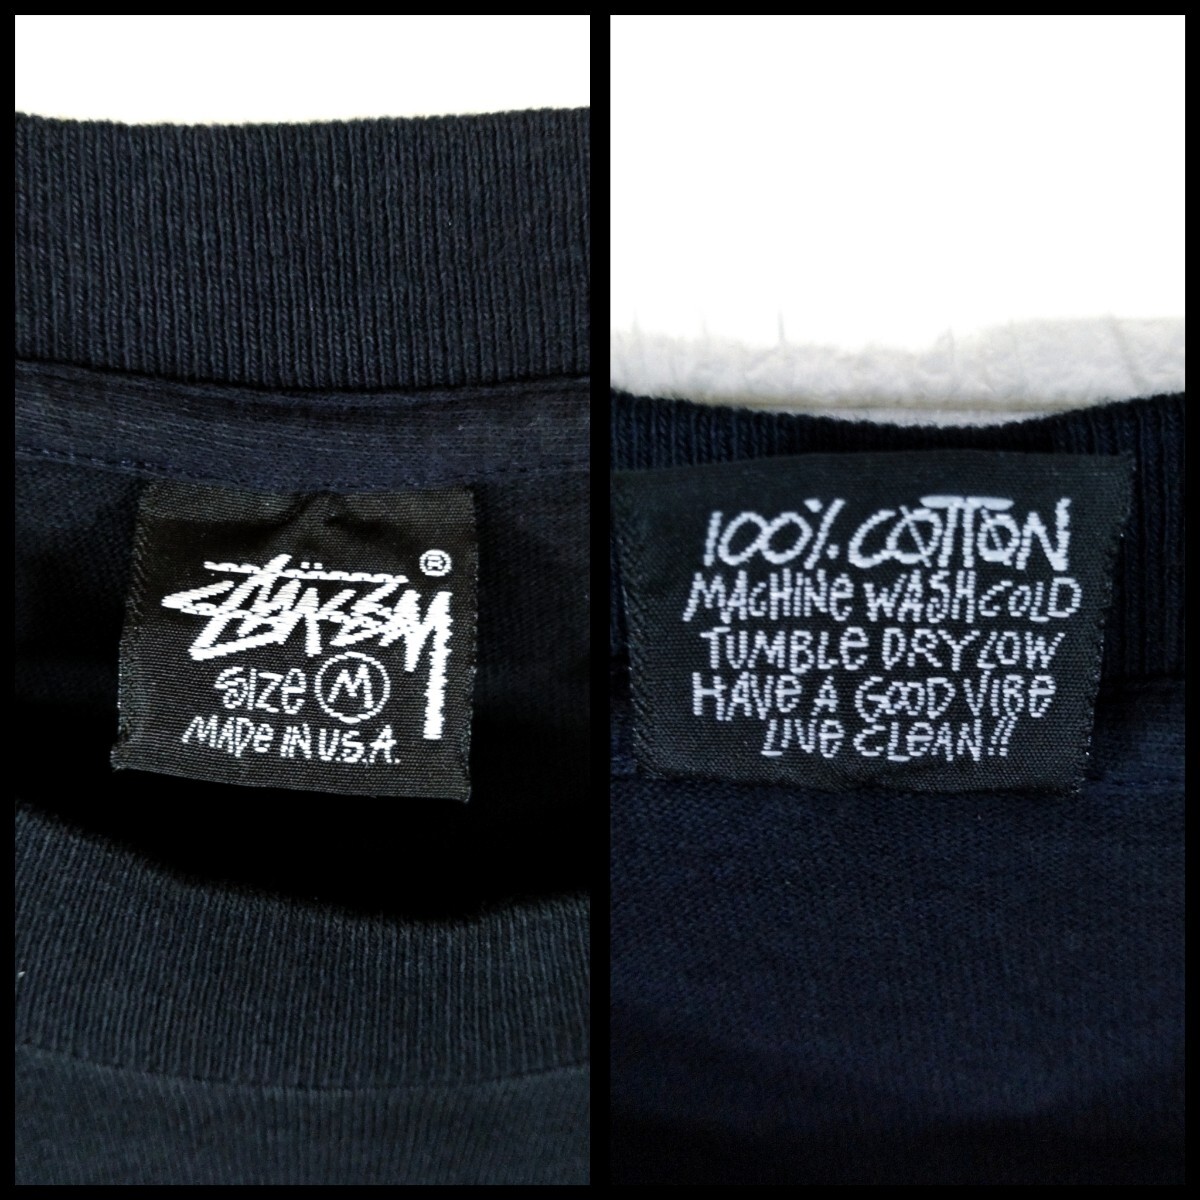 STÜSSY ®
SIZE M
MADE IN U.S.A.
100% COTTON
MACHINE WASH COLD
TUMBLE DRY LOW
HAVE A GOOD VIBE
LIVE CLEAN!!